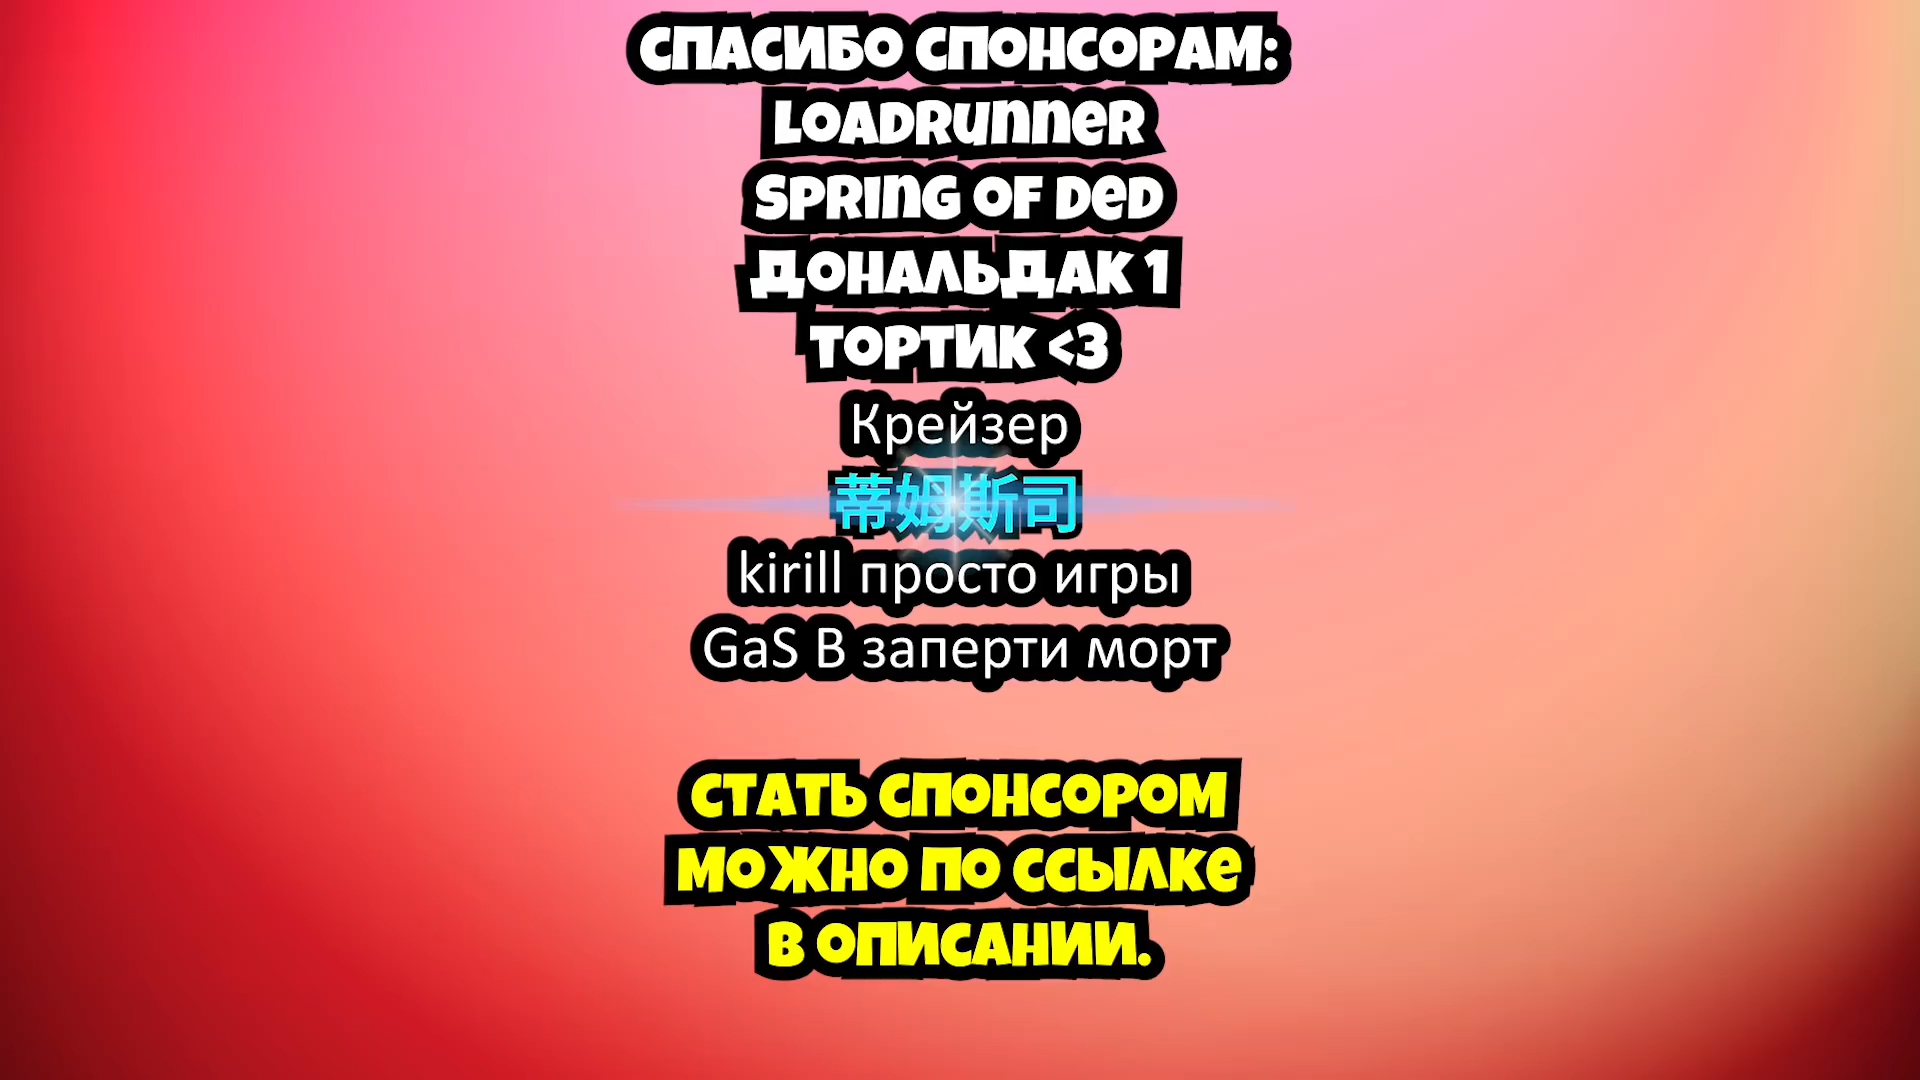 СПАСИБО СПОНСОРАМ:
LOADRUNNER
SPRING OF DED
ДОНАЛЬДАК 1
ТОРТИК <3
Крейзер
蒂姆斯司
kirill просто игры
GaS В заперти морт
СТАТЬ СПОНСОРОМ
МОЖНО ПО ССЫЛКЕ
В ОПИСАНИИ.